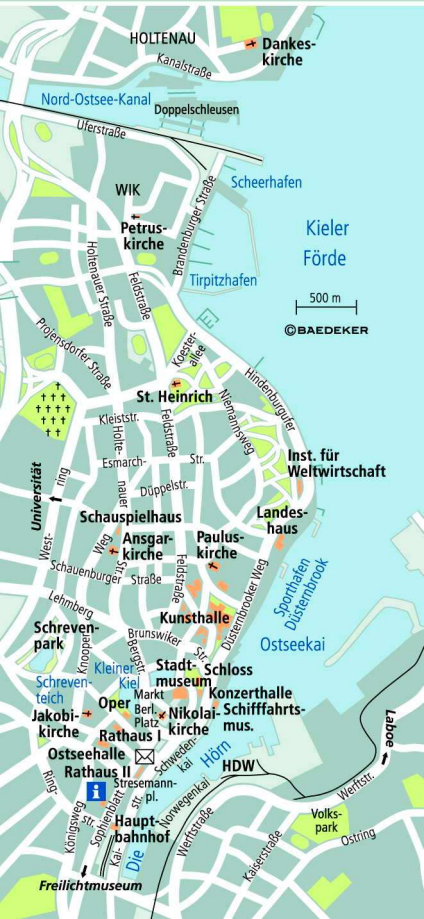 HOLTENAU
Dankes-
kirche
Kanalstraße
Nord-Ostsee-Kanal
Doppelschleusen
Uferstraße
WIK
Scheerhafen
Petrus-
kirche
Brandenburger Straße
Kieler
Förde
Tirpitzhafen
Holtenauer Straße
Feldstraße
500 m
©BAEDEKER
Projensdorfer Straße
Koester-
allee
Hindenburgufer
St. Heinrich
Niemannsweg
Kleiststr.
Holte-
nauer
Str.
Feldstraße
Esmarch-
Str.
Inst. für
Weltwirtschaft
Düppelstr.
Universität
West-
ring
Schauspielhaus
Landes-
haus
Weg
Ansgar-
kirche
Paulus-
kirche
Schauenburger
Straße
Feldstraße
Düsternbrooker Weg
Sporthafen
Düsternbrook
Lehmberg
Kunsthalle
Schreven-
park
Knooper
Brunswiker
Str.
Bergstr.
Ostseekai
Kleiner
Kiel
Stadt-
museum
Schloss
Schreven-
teich
Oper
Markt
Konzerthalle
Jakobi-
kirche
Berl.
Platz
Nikolai-
kirche
Schifffahrts-
mus.
Rathaus I
Ostseehalle
Schweden-
kai
Hörn
HDW
Laboe
Rathaus II
Ring-
str.
Stresemann-
pl.
i
Sophienblatt
Kai-
str.
Norwegenkai
Werftstraße
Werftstr.
Königsweg
Haupt-
bahnhof
Die
Volks-
park
Ostring
Kaiserstraße
Freilichtmuseum